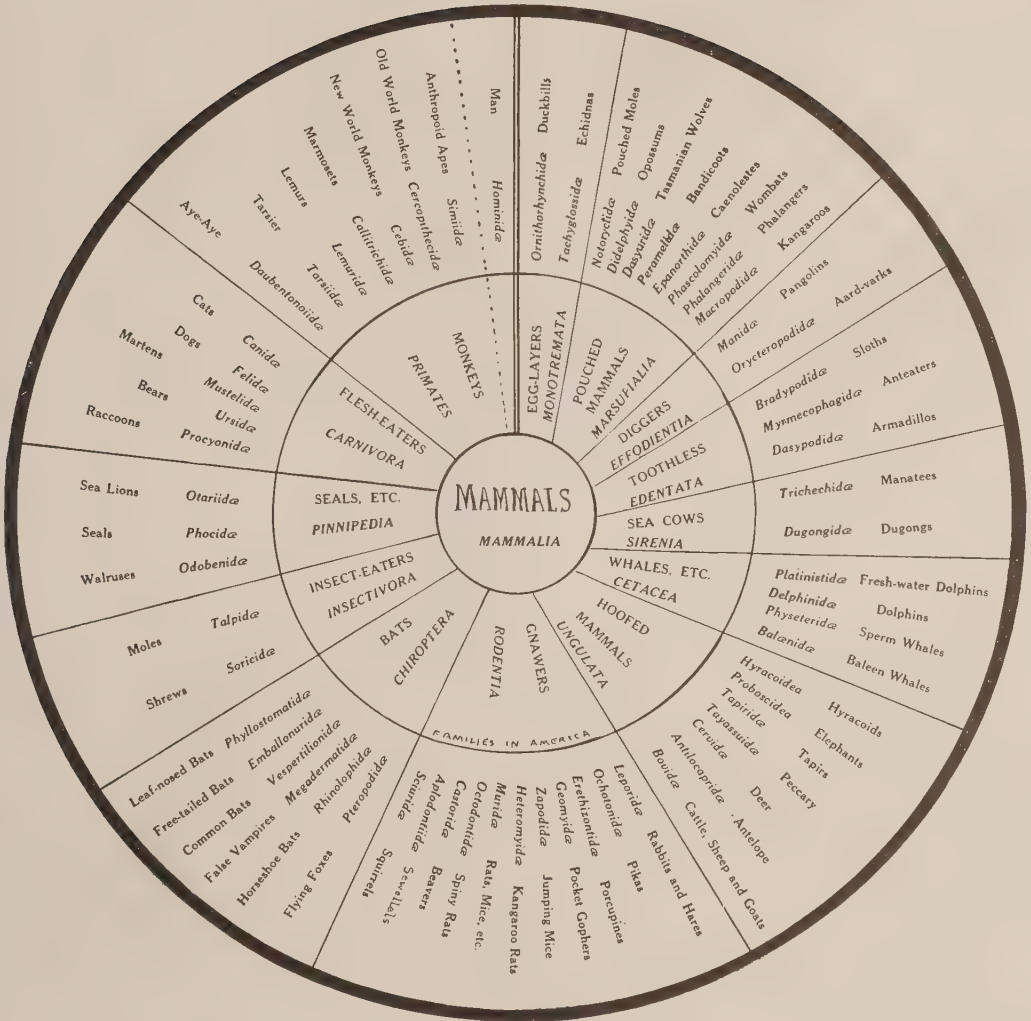 MAMMALS
MAMMALIA
EGG-LAYERS
MONOTREMATA
Ornithorhynchidæ Duckbills
Tachyglossidæ Echidnas
POUCHED
MAMMALS
MARSUFIALIA
Notoryctidæ Pouched Moles
Didelphyidæ Opossums
Dasyuridæ Tasmanian Wolves
Peramelidæ Bandicoots
Epanorthidæ Caenolestes
Phascolomyidæ Wombats
Phalangeridæ Phalangers
Macropodidæ Kangaroos
DIGGERS
EFFODIENTIA
Manidæ Pangolins
Orycteropodidæ Aard-varks
TOOTHLESS
EDENTATA
Bradypodidæ Sloths
Myrmecophagidæ Anteaters
Dasypodidæ Armadillos
SEA COWS
SIRENIA
Trichechidæ Manatees
Dugongidæ Dugongs
WHALES, ETC.
CETACEA
Platinistidæ Fresh-water Dolphins
Delphinidæ Dolphins
Physeteridæ Sperm Whales
Balænidæ Baleen Whales
HOOFED
MAMMALS
UNGULATA
Hyracoidea Hyracoids
Proboscidea Elephants
Tapiridæ Tapirs
Tayassuidæ Peccary
Cervidæ Deer
Antilocapridæ Antelope
Bovidæ Cattle, Sheep and Goats
GNAWERS
RODENTIA
FAMILIES IN AMERICA
Leporidæ Rabbits and Hares
Ochotonidæ Pikas
Erethizontidæ Porcupines
Geomyidæ Pocket Gophers
Zapodidæ Jumping Mice
Heteromyidæ Kangaroo Rats
Muridæ Rats, Mice, etc.
Octodontidæ Spiny Rats
Castoridæ Beavers
Aplodontiidæ Sewellels
Sciuridæ Squirrels
BATS
CHIROPTERA
Leaf-nosed Bats Phyllostomatidæ
Free-tailed Bats Emballonuridæ
Common Bats Vespertilionidæ
False Vampires Megadermatidæ
Horseshoe Bats Rhinolophidæ
Flying Foxes Pteropodidæ
INSECT-EATERS
INSECTIVORA
Moles Talpidæ
Shrews Soricidæ
SEALS, ETC.
PINNIPEDIA
Sea Lions Otariidæ
Seals Phocidæ
Walruses Odobenidæ
FLESH-EATERS
CARNIVORA
Cats Canidæ
Dogs Felidæ
Martens Mustelidæ
Bears Ursidæ
Raccoons Procyonidæ
MONKEYS
PRIMATES
Aye-Aye Daubentonoiidæ
Tarsier Tarsiidæ
Lemurs Lemuridæ
Marmosets Callitrichidæ
New World Monkeys Cebidæ
Old World Monkeys Cercopithecidæ
Anthropoid Apes Simiidæ
Man Hominidæ